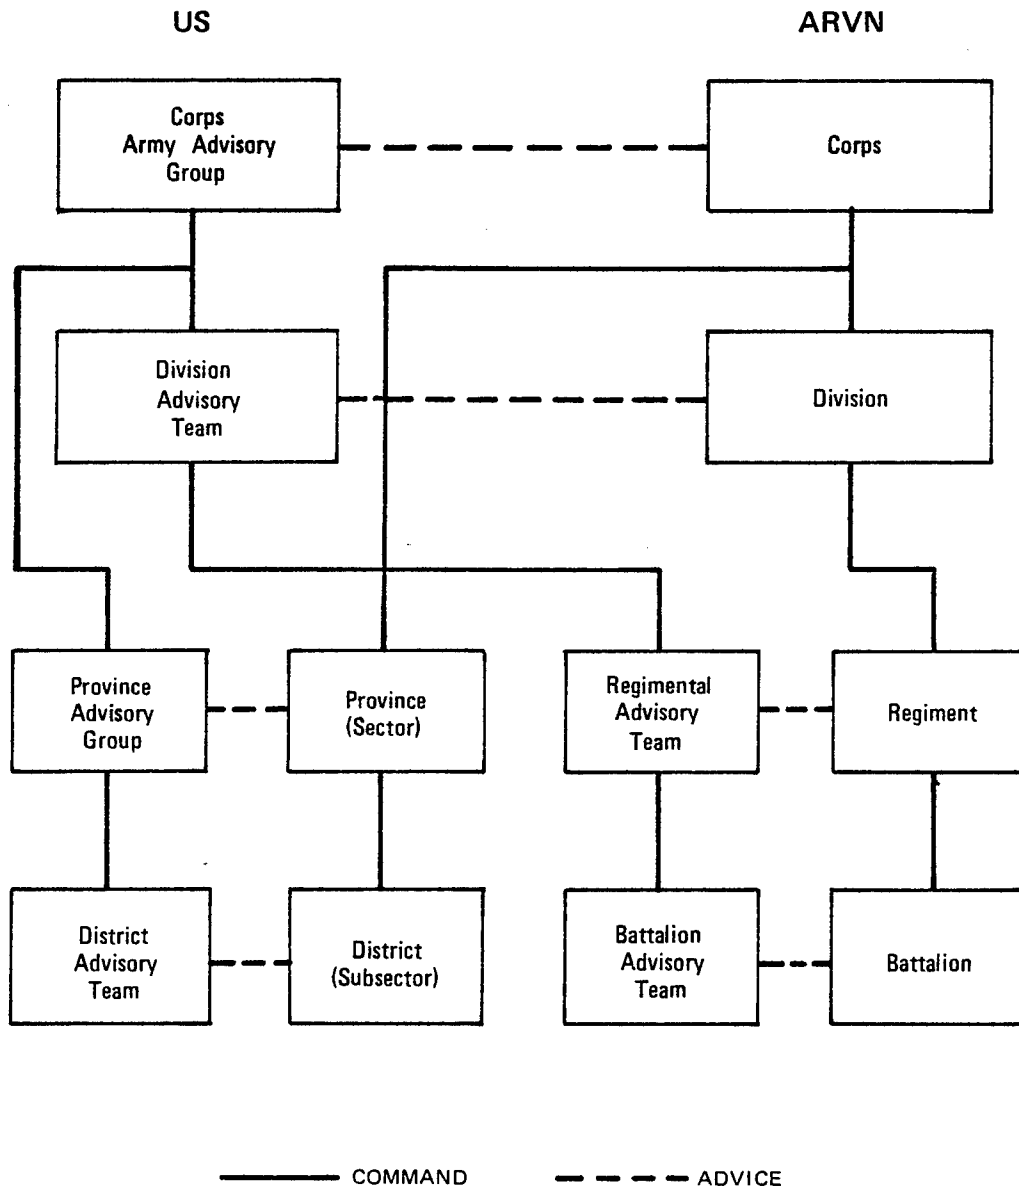 US
ARVN
Corps
Army Advisory
Group
Corps
Division
Advisory
Team
Division
Province
Advisory
Group
Province
(Sector)
Regimental
Advisory
Team
Regiment
District
Advisory
Team
District
(Subsector)
Battalion
Advisory
Team
Battalion
COMMAND
ADVICE